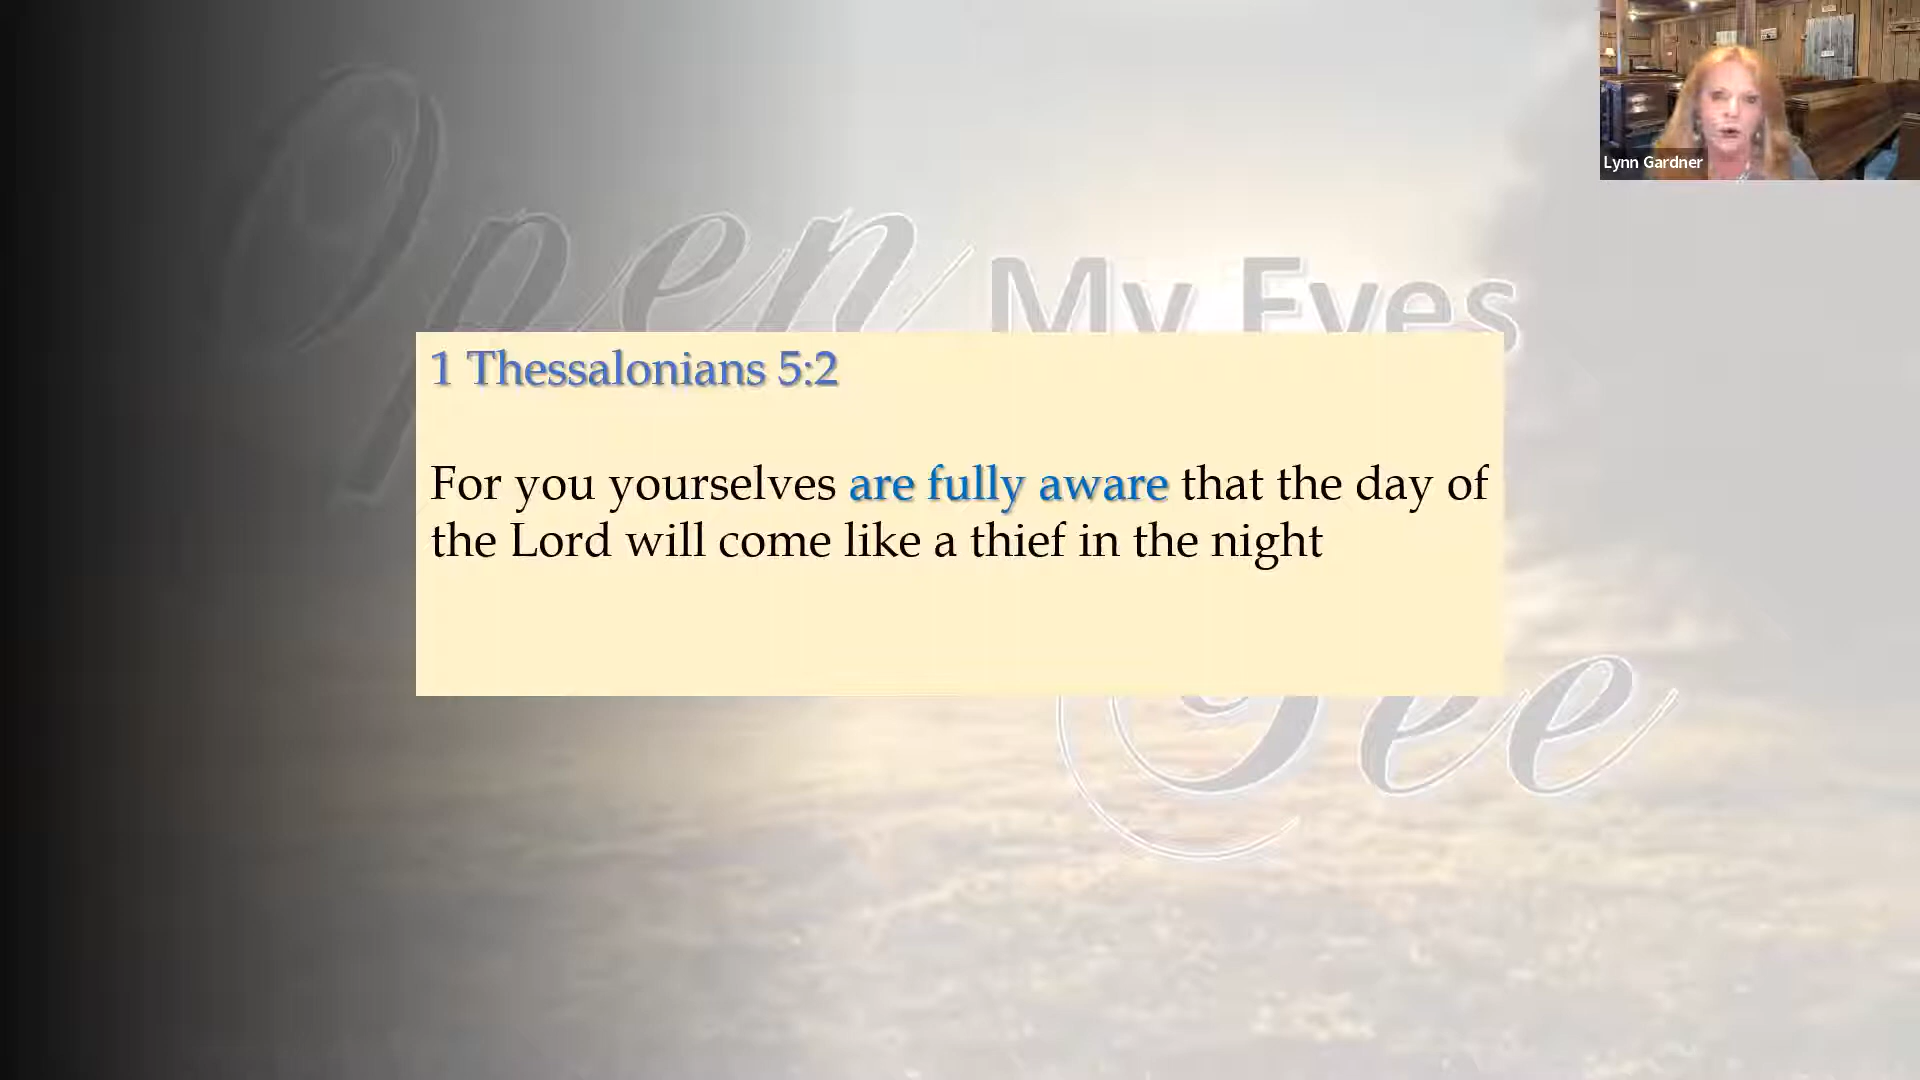 Open My Eyes
See
Lynn Gardner
1 Thessalonians 5:2
For you yourselves are fully aware that the day of
the Lord will come like a thief in the night